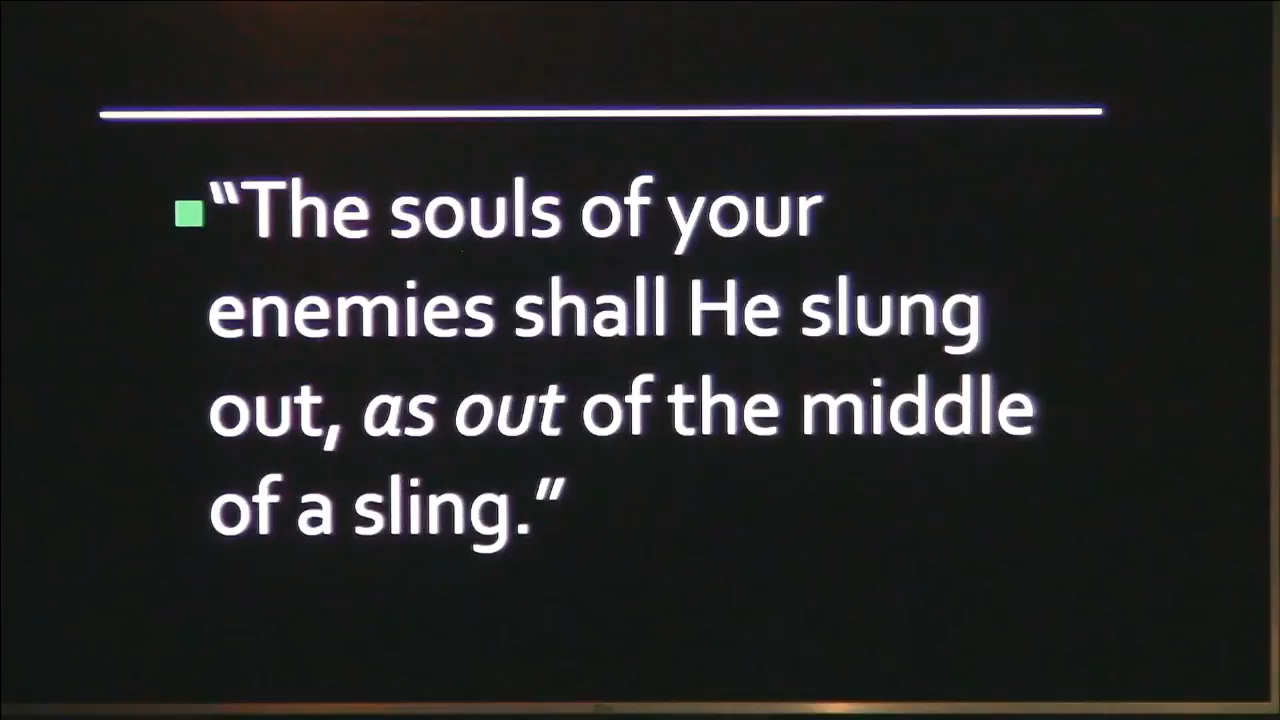 “The souls of your
enemies shall He slung
out, as out of the middle
of a sling.”